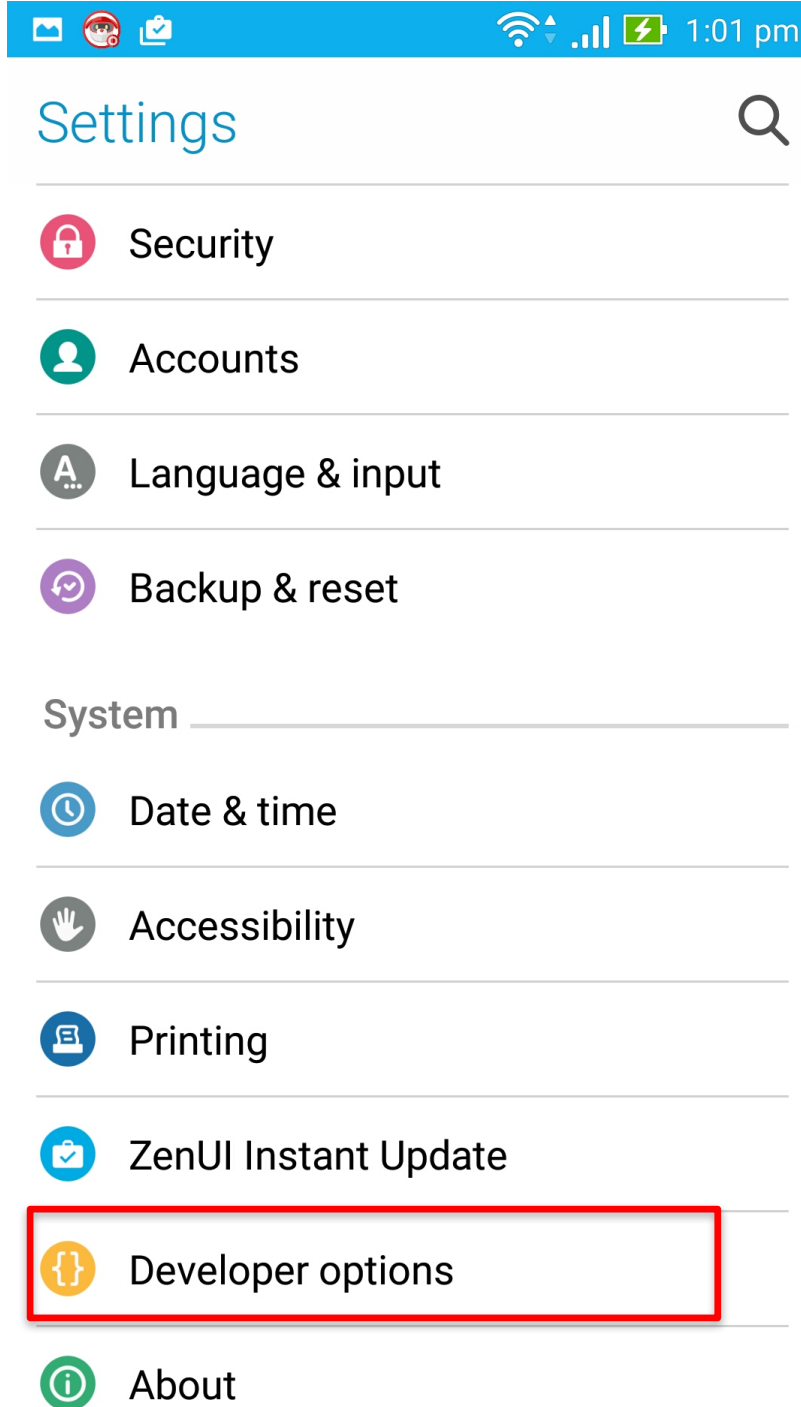 1:01 pm
Settings
Security
Accounts
A...
Language & input
Backup & reset
System
Date & time
Accessibility
Printing
ZenUI Instant Update
{} Developer options
About